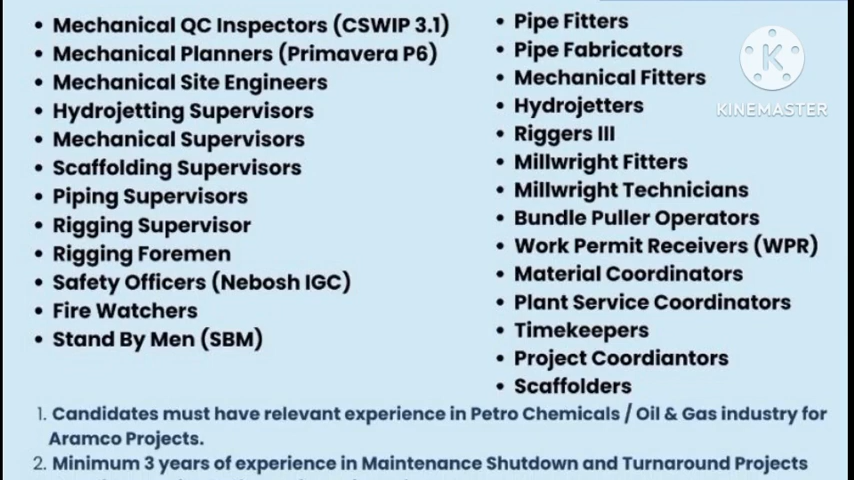 • Mechanical QC Inspectors (CSWIP 3.1)
• Mechanical Planners (Primavera P6)
• Mechanical Site Engineers
• Hydrojetting Supervisors
• Mechanical Supervisors
• Scaffolding Supervisors
• Piping Supervisors
• Rigging Supervisor
• Rigging Foremen
• Safety Officers (Nebosh IGC)
• Fire Watchers
• Stand By Men (SBM)
• Pipe Fitters
• Pipe Fabricators
• Mechanical Fitters
• Hydrojetters
• Riggers III
• Millwright Fitters
• Millwright Technicians
• Bundle Puller Operators
• Work Permit Receivers (WPR)
• Material Coordinators
• Plant Service Coordinators
• Timekeepers
• Project Coordiantors
• Scaffolders
K
KINEMASTER
1. Candidates must have relevant experience in Petro Chemicals / Oil & Gas industry for
Aramco Projects.
2. Minimum 3 years of experience in Maintenance Shutdown and Turnaround Projects